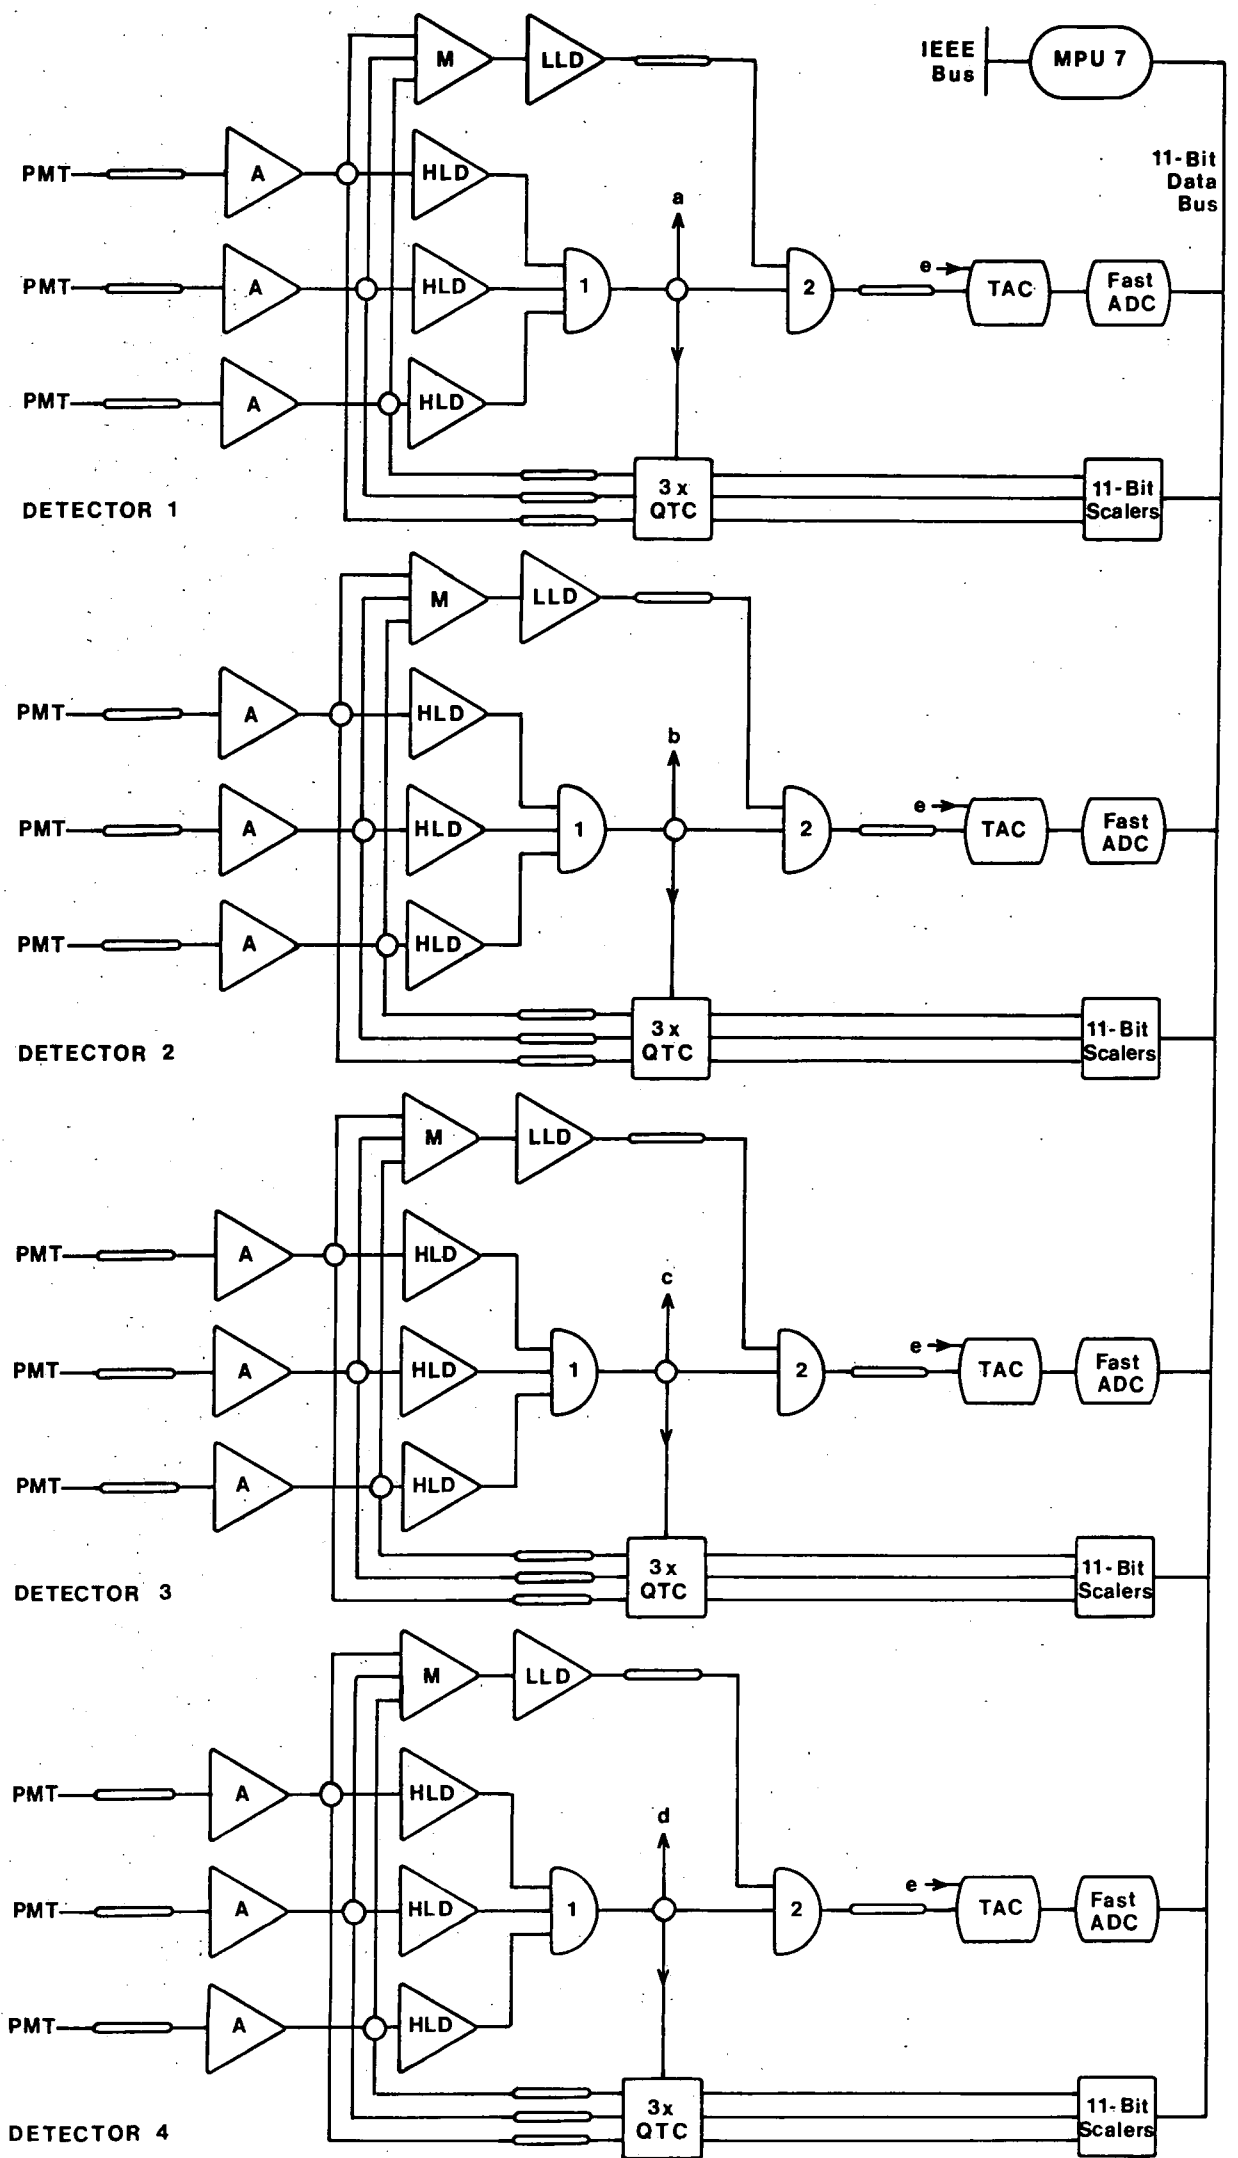 M
LLD
IEEE
Bus
MPU 7
11-Bit
Data
Bus
PMT
A
HLD
a
PMT
A
HLD
1
2
e
TAC
Fast
ADC
PMT
A
HLD
3x
QTC
11-Bit
Scalers
DETECTOR 1
M
LLD
PMT
A
HLD
b
PMT
A
HLD
1
2
e
TAC
Fast
ADC
PMT
A
HLD
3x
QTC
11-Bit
Scalers
DETECTOR 2
M
LLD
PMT
A
HLD
c
PMT
A
HLD
1
2
e
TAC
Fast
ADC
PMT
A
HLD
3x
QTC
11-Bit
Scalers
DETECTOR 3
M
LLD
PMT
A
HLD
d
PMT
A
HLD
1
2
e
TAC
Fast
ADC
PMT
A
HLD
3x
QTC
11-Bit
Scalers
DETECTOR 4